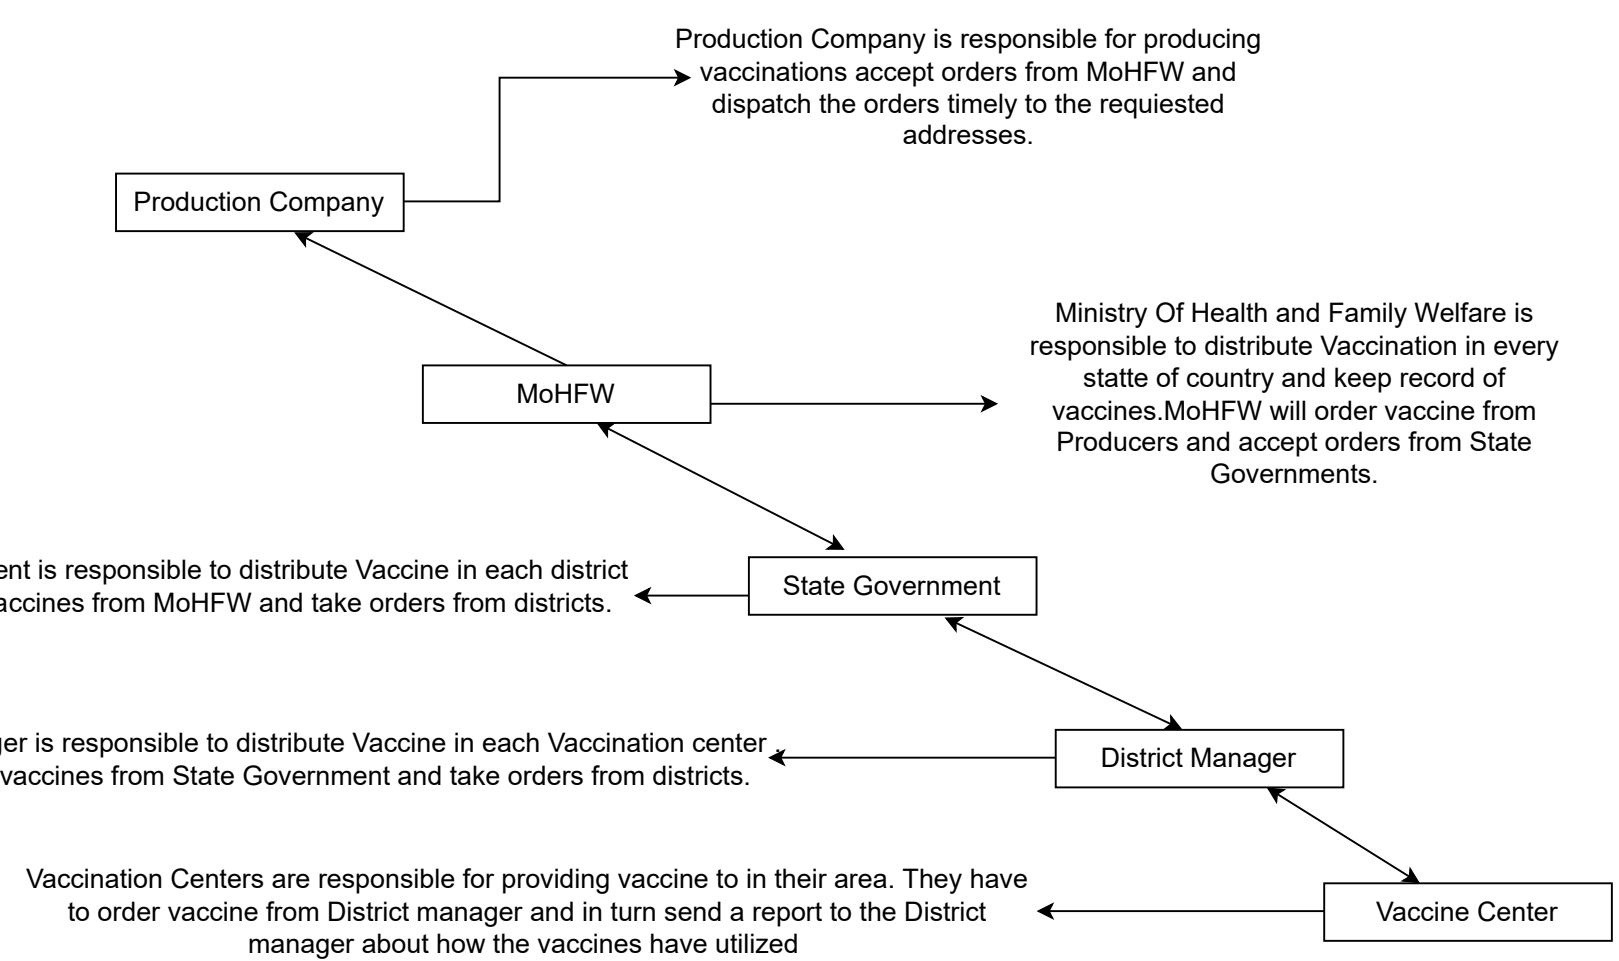 Production Company is responsible for producing
vaccinations accept orders from MoHFW and
dispatch the orders timely to the requiested
addresses.
Production Company
Ministry Of Health and Family Welfare is
responsible to distribute Vaccination in every
statte of country and keep record of
vaccines.MoHFW will order vaccine from
Producers and accept orders from State
Governments.
MoHFW
is responsible to distribute Vaccine in each district
from MoHFW and take orders from districts.
State Government
is responsible to distribute Vaccine in each Vaccination center .
vaccines from State Government and take orders from districts.
District Manager
Vaccination Centers are responsible for providing vaccine to in their area. They have
to order vaccine from District manager and in turn send a report to the District
manager about how the vaccines have utilized
Vaccine Center